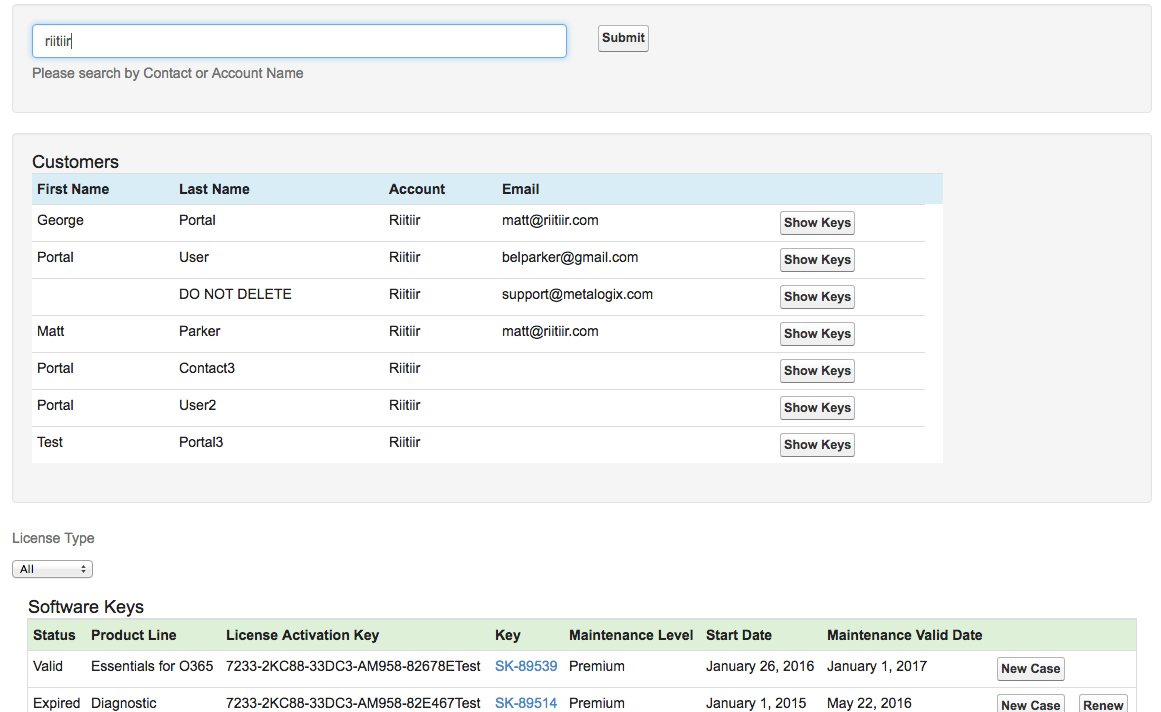 riitiir Submit
Please search by Contact or Account Name
Customers
First Name Last Name Account Email
George Portal Riitiir matt@riitiir.com Show Keys
Portal User Riitiir belparker@gmail.com Show Keys
DO NOT DELETE Riitiir support@metalogix.com Show Keys
Matt Parker Riitiir matt@riitiir.com Show Keys
Portal Contact3 Riitiir Show Keys
Portal User2 Riitiir Show Keys
Test Portal3 Riitiir Show Keys
License Type
All
Software Keys
Status Product Line License Activation Key Key Maintenance Level Start Date Maintenance Valid Date
Valid Essentials for O365 7233-2KC88-33DC3-AM958-82678ETest SK-89539 Premium January 26, 2016 January 1, 2017 New Case
Expired Diagnostic 7233-2KC88-33DC3-AM958-82E467Test SK-89514 Premium January 1, 2015 May 22, 2016 New Case Renew